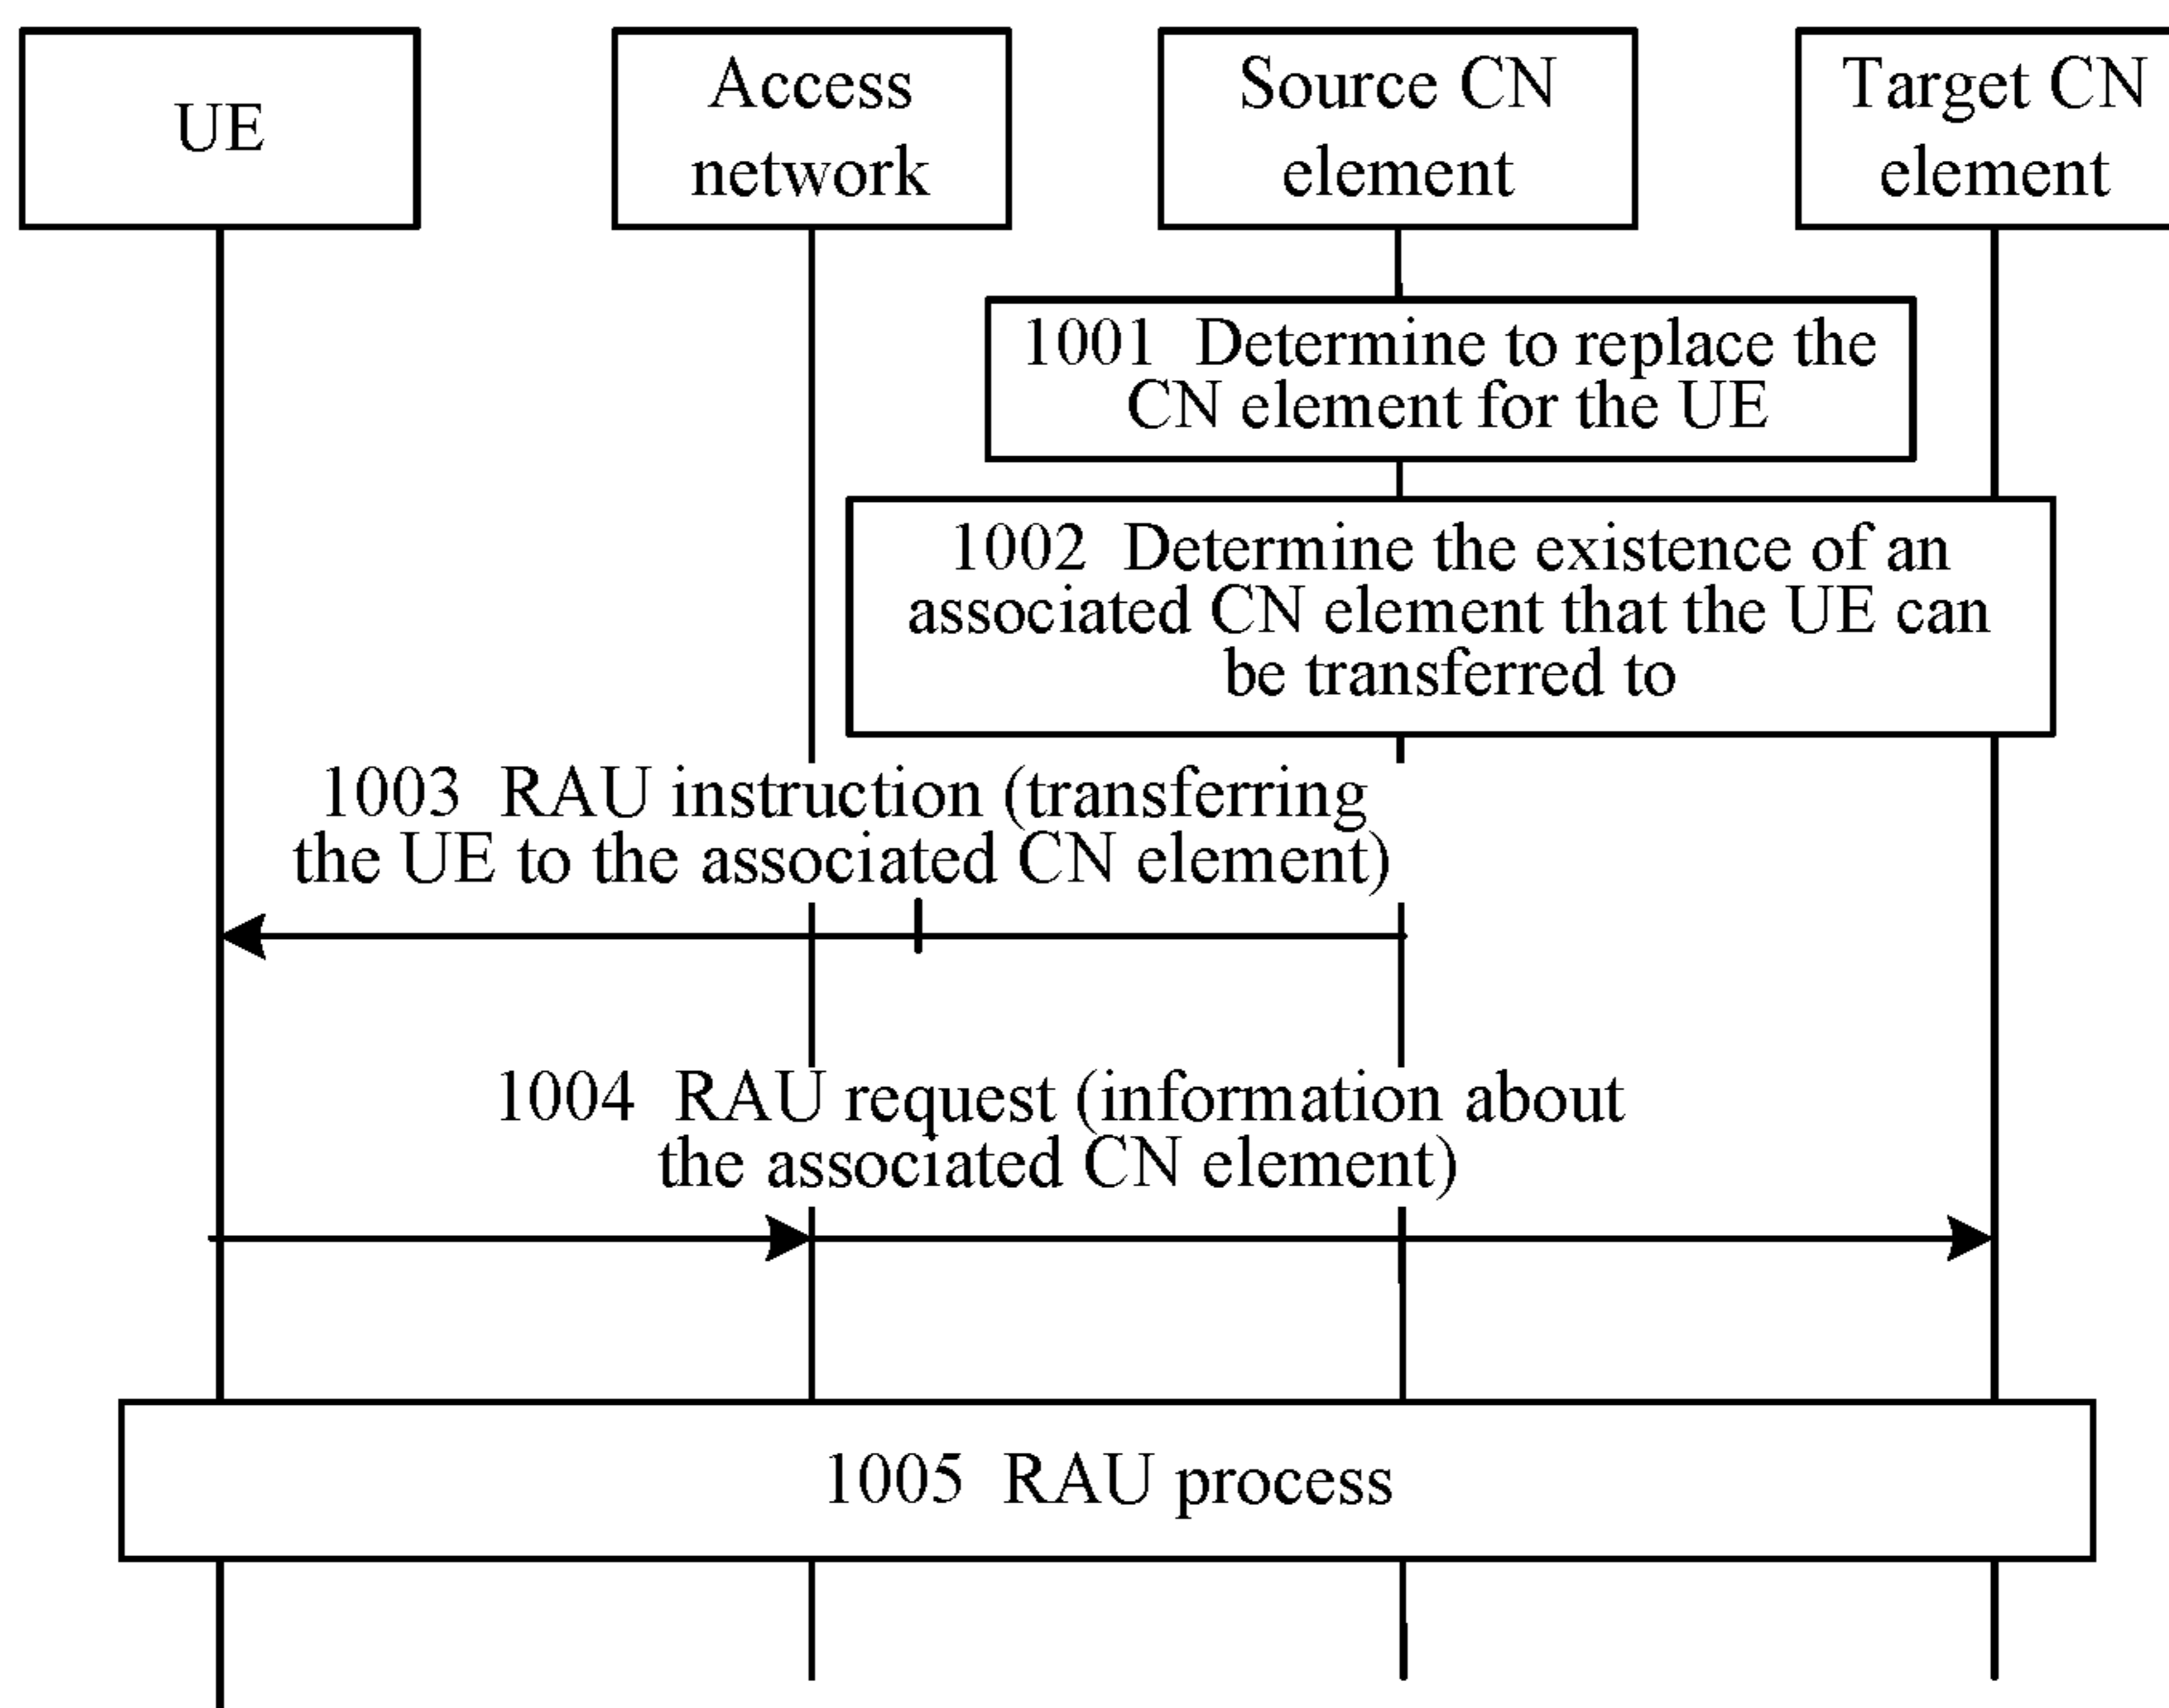 UE
Access
network
Source CN
element
Target CN
element
1001 Determine to replace the
CN element for the UE
1002 Determine the existence of an
associated CN element that the UE can
be transferred to
1003 RAU instruction (transferring
the UE to the associated CN element)
1004 RAU request (information about
the associated CN element)
1005 RAU process